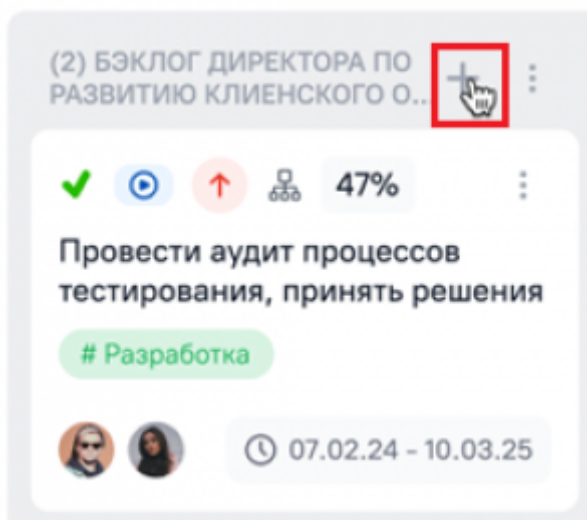 (2) БЭКЛОГ ДИРЕКТОРА ПО
РАЗВИТИЮ КЛИЕНСКОГО О...
47%
Провести аудит процессов
тестирования, принять решения
# Разработка
07.02.24 - 10.03.25